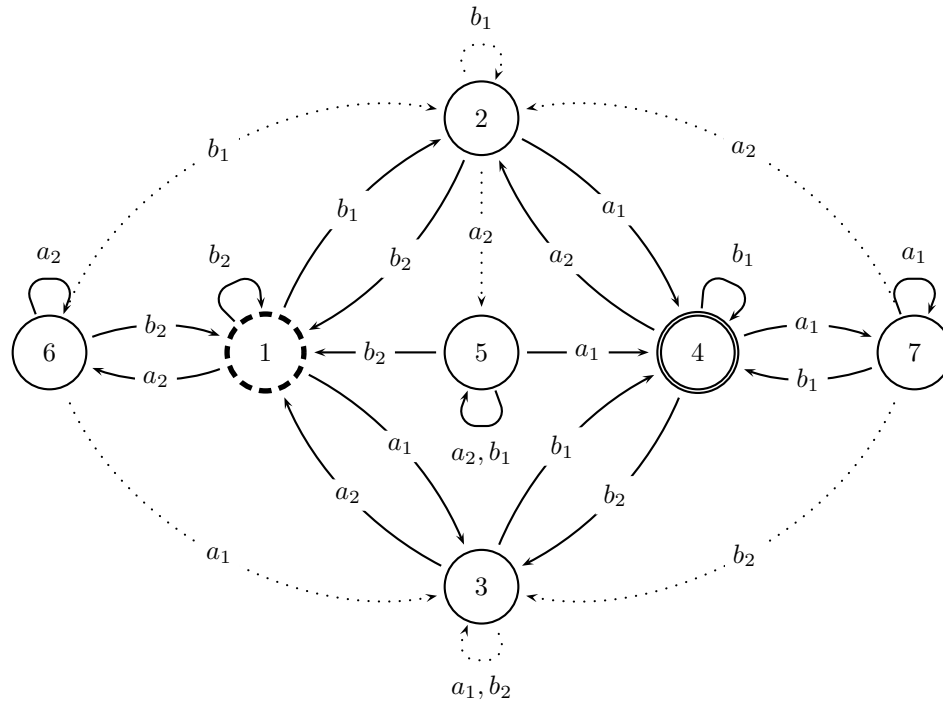 b₁
2
b₁
a₂
b₁
a₁
a₂
b₂
a₂
a₂
b₂
b₁
a₁
6
b₂
a₂
1
b₂
5
a₁
4
a₁
b₁
7
a₂, b₁
a₁
b₁
a₂
b₂
a₁
b₂
3
a₁, b₂